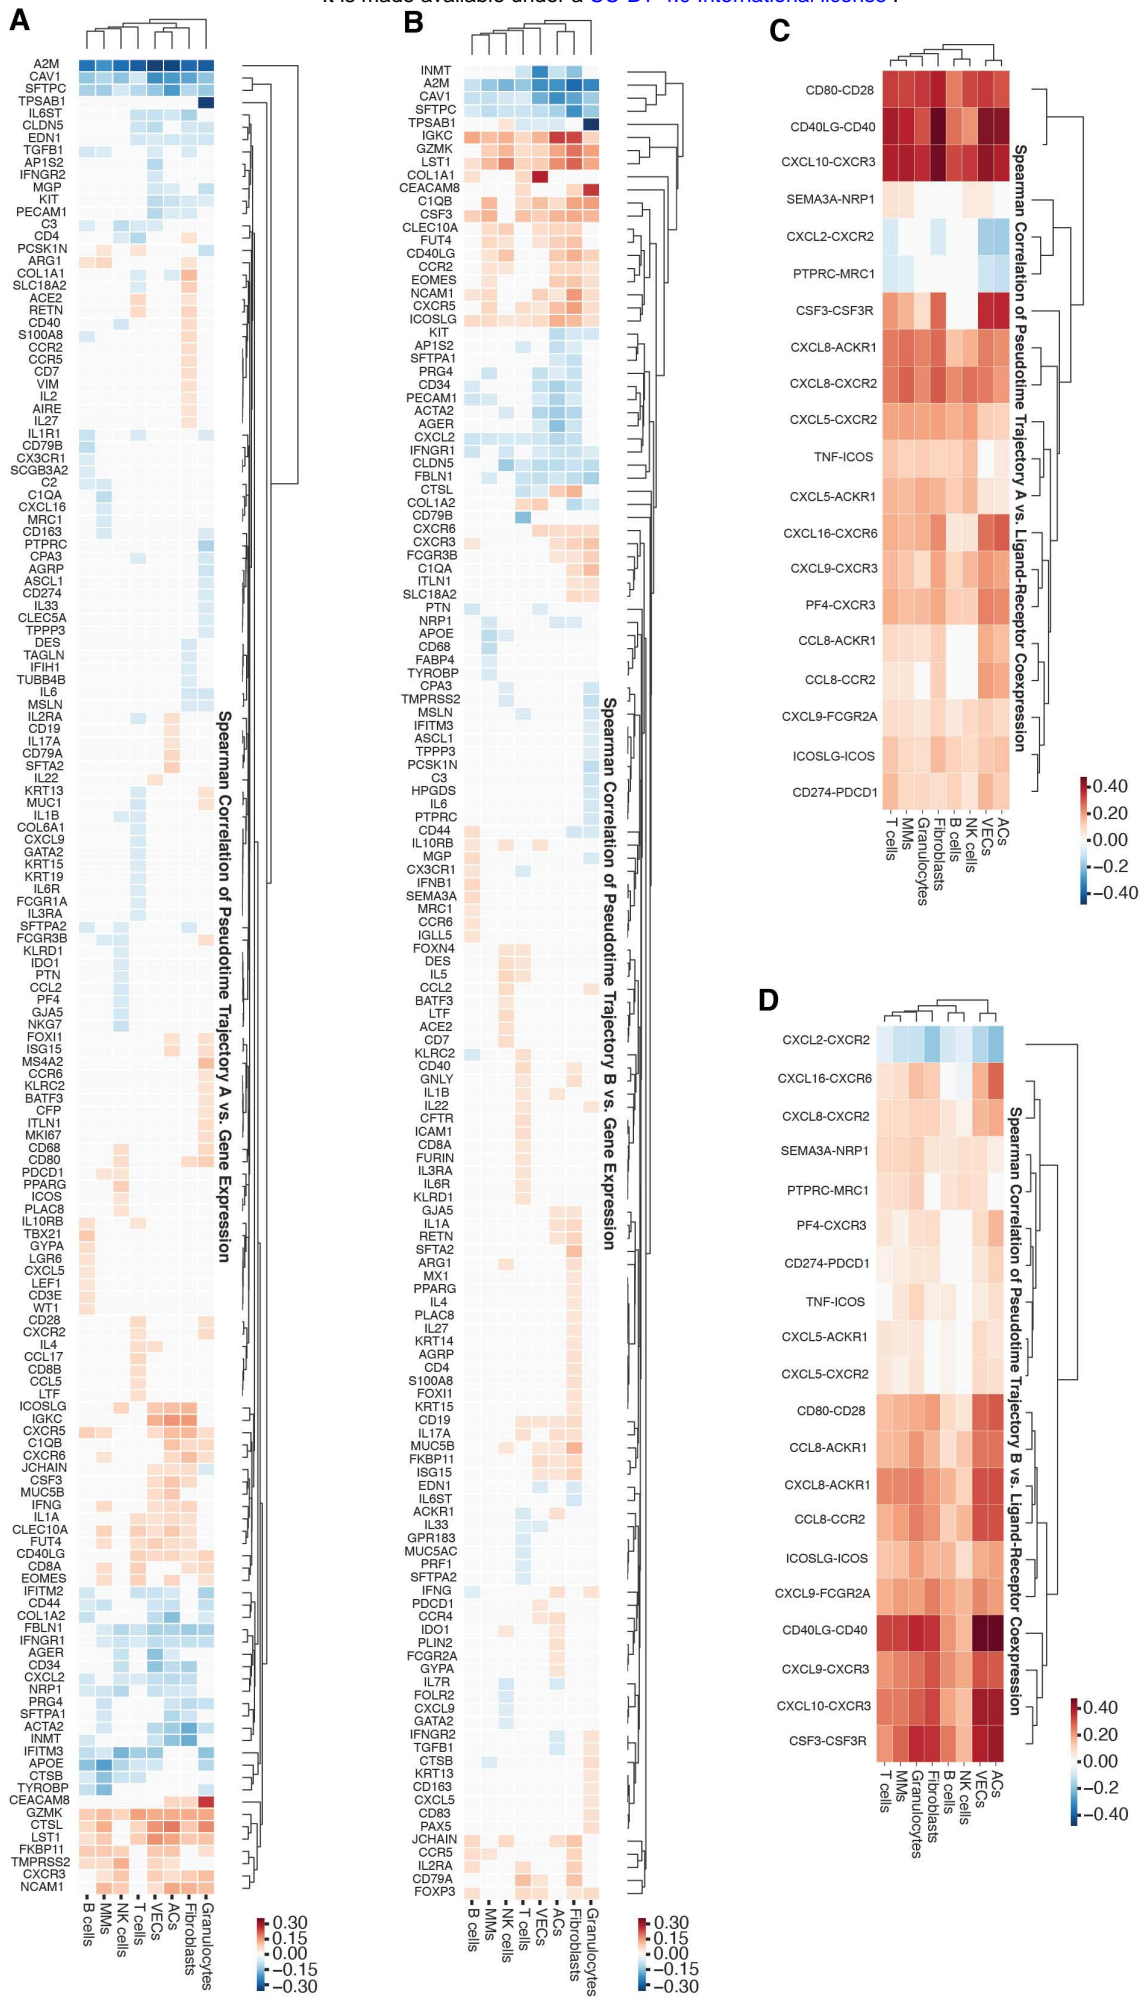 It is made available under a CC-BY 4.0 International license .
A
A2M
CAV1
SFTPC
TPSAB1
IL6ST
CLDN5
EDN1
TGFB1
AP1S2
IFNGR2
MGP
KIT
PECAM1
C3
CD4
PCSK1N
ARG1
COL1A1
SLC18A2
ACE2
RETN
CD40
S100A8
CCR2
CCR5
CD7
VIM
IL2
AIRE
IL27
IL1R1
CD79B
CX3CR1
SCGB3A2
C2
C1QA
CXCL16
MRC1
CD163
PTPRC
CPA3
AGRP
ASCL1
CD274
IL33
CLEC5A
TPPP3
DES
TAGLN
IFIH1
TUBB4B
IL6
MSLN
IL2RA
CD19
IL17A
CD79A
SFTA2
IL22
KRT13
MUC1
IL1B
COL6A1
CXCL9
GATA2
KRT15
KRT19
IL6R
FCGR1A
IL3RA
SFTPA2
FCGR3B
KLRD1
IDO1
PTN
CCL2
PF4
GJA5
NKG7
FOXI1
ISG15
MS4A2
CCR6
KLRC2
BATF3
CFP
ITLN1
MKI67
CD68
CD80
PDCD1
PPARG
ICOS
PLAC8
IL10RB
TBX21
GYPA
LGR6
CXCL5
LEF1
CD3E
WT1
CD28
CXCR2
IL4
CCL17
CD8B
CCL5
LTF
ICOSLG
IGKC
CXCR5
C1QB
CXCR6
JCHAIN
CSF3
MUC5B
IFNG
IL1A
CLEC10A
FUT4
CD40LG
CD8A
EOMES
IFITM2
CD44
COL1A2
FBLN1
IFNGR1
AGER
CD34
CXCL2
NRP1
PRG4
SFTPA1
ACTA2
INMT
IFITM3
APOE
CTSB
TYROBP
CEACAM8
GZMK
CTSL
LST1
FKBP11
TMPRSS2
CXCR3
NCAM1
B cells
MMs
NK cells
T cells
VECs
ACs
Fibroblasts
Granulocytes
Spearman Correlation of Pseudotime Trajectory A vs. Gene Expression
0.30
0.15
0.00
−0.15
−0.30
B
INMT
A2M
CAV1
SFTPC
TPSAB1
IGKC
GZMK
LST1
COL1A1
CEACAM8
C1QB
CSF3
CLEC10A
FUT4
CD40LG
CCR2
EOMES
NCAM1
CXCR5
ICOSLG
KIT
AP1S2
SFTPA1
PRG4
CD34
PECAM1
ACTA2
AGER
CXCL2
IFNGR1
CLDN5
FBLN1
CTSL
COL1A2
CD79B
CXCR6
CXCR3
FCGR3B
C1QA
ITLN1
SLC18A2
PTN
NRP1
APOE
CD68
FABP4
TYROBP
CPA3
TMPRSS2
MSLN
IFITM3
ASCL1
TPPP3
PCSK1N
C3
HPGDS
IL6
PTPRC
CD44
IL10RB
MGP
CX3CR1
IFNB1
SEMA3A
MRC1
CCR6
IGLL5
FOXN4
DES
IL5
CCL2
BATF3
LTF
ACE2
CD7
KLRC2
CD40
GNLY
IL1B
IL22
CFTR
ICAM1
CD8A
FURIN
IL3RA
IL6R
KLRD1
GJA5
IL1A
RETN
SFTA2
ARG1
MX1
PPARG
IL4
PLAC8
IL27
KRT14
AGRP
CD4
S100A8
FOXI1
KRT15
CD19
IL17A
MUC5B
FKBP11
ISG15
EDN1
IL6ST
ACKR1
IL33
GPR183
MUC5AC
PRF1
SFTPA2
IFNG
PDCD1
CCR4
IDO1
PLIN2
FCGR2A
GYPA
IL7R
FOLR2
CXCL9
GATA2
IFNGR2
TGFB1
CTSB
KRT13
CD163
CXCL5
CD83
PAX5
JCHAIN
CCR5
IL2RA
CD79A
FOXP3
B cells
MMs
NK cells
T cells
VECs
ACs
Fibroblasts
Granulocytes
Spearman Correlation of Pseudotime Trajectory B vs. Gene Expression
0.30
0.15
0.00
−0.15
−0.30
C
CD80-CD28
CD40LG-CD40
CXCL10-CXCR3
SEMA3A-NRP1
CXCL2-CXCR2
PTPRC-MRC1
CSF3-CSF3R
CXCL8-ACKR1
CXCL8-CXCR2
CXCL5-CXCR2
TNF-ICOS
CXCL5-ACKR1
CXCL16-CXCR6
CXCL9-CXCR3
PF4-CXCR3
CCL8-ACKR1
CCL8-CCR2
CXCL9-FCGR2A
ICOSLG-ICOS
CD274-PDCD1
T cells
MMs
Granulocytes
Fibroblasts
B cells
NK cells
VECs
ACs
Spearman Correlation of Pseudotime Trajectory A vs. Ligand-Receptor Coexpression
0.40
0.20
0.00
−0.2
−0.40
D
CXCL2-CXCR2
CXCL16-CXCR6
CXCL8-CXCR2
SEMA3A-NRP1
PTPRC-MRC1
PF4-CXCR3
CD274-PDCD1
TNF-ICOS
CXCL5-ACKR1
CXCL5-CXCR2
CD80-CD28
CCL8-ACKR1
CXCL8-ACKR1
CCL8-CCR2
ICOSLG-ICOS
CXCL9-FCGR2A
CD40LG-CD40
CXCL9-CXCR3
CXCL10-CXCR3
CSF3-CSF3R
T cells
MMs
Granulocytes
Fibroblasts
B cells
NK cells
VECs
ACs
Spearman Correlation of Pseudotime Trajectory B vs. Ligand-Receptor Coexpression
0.40
0.20
0.00
−0.2
−0.40